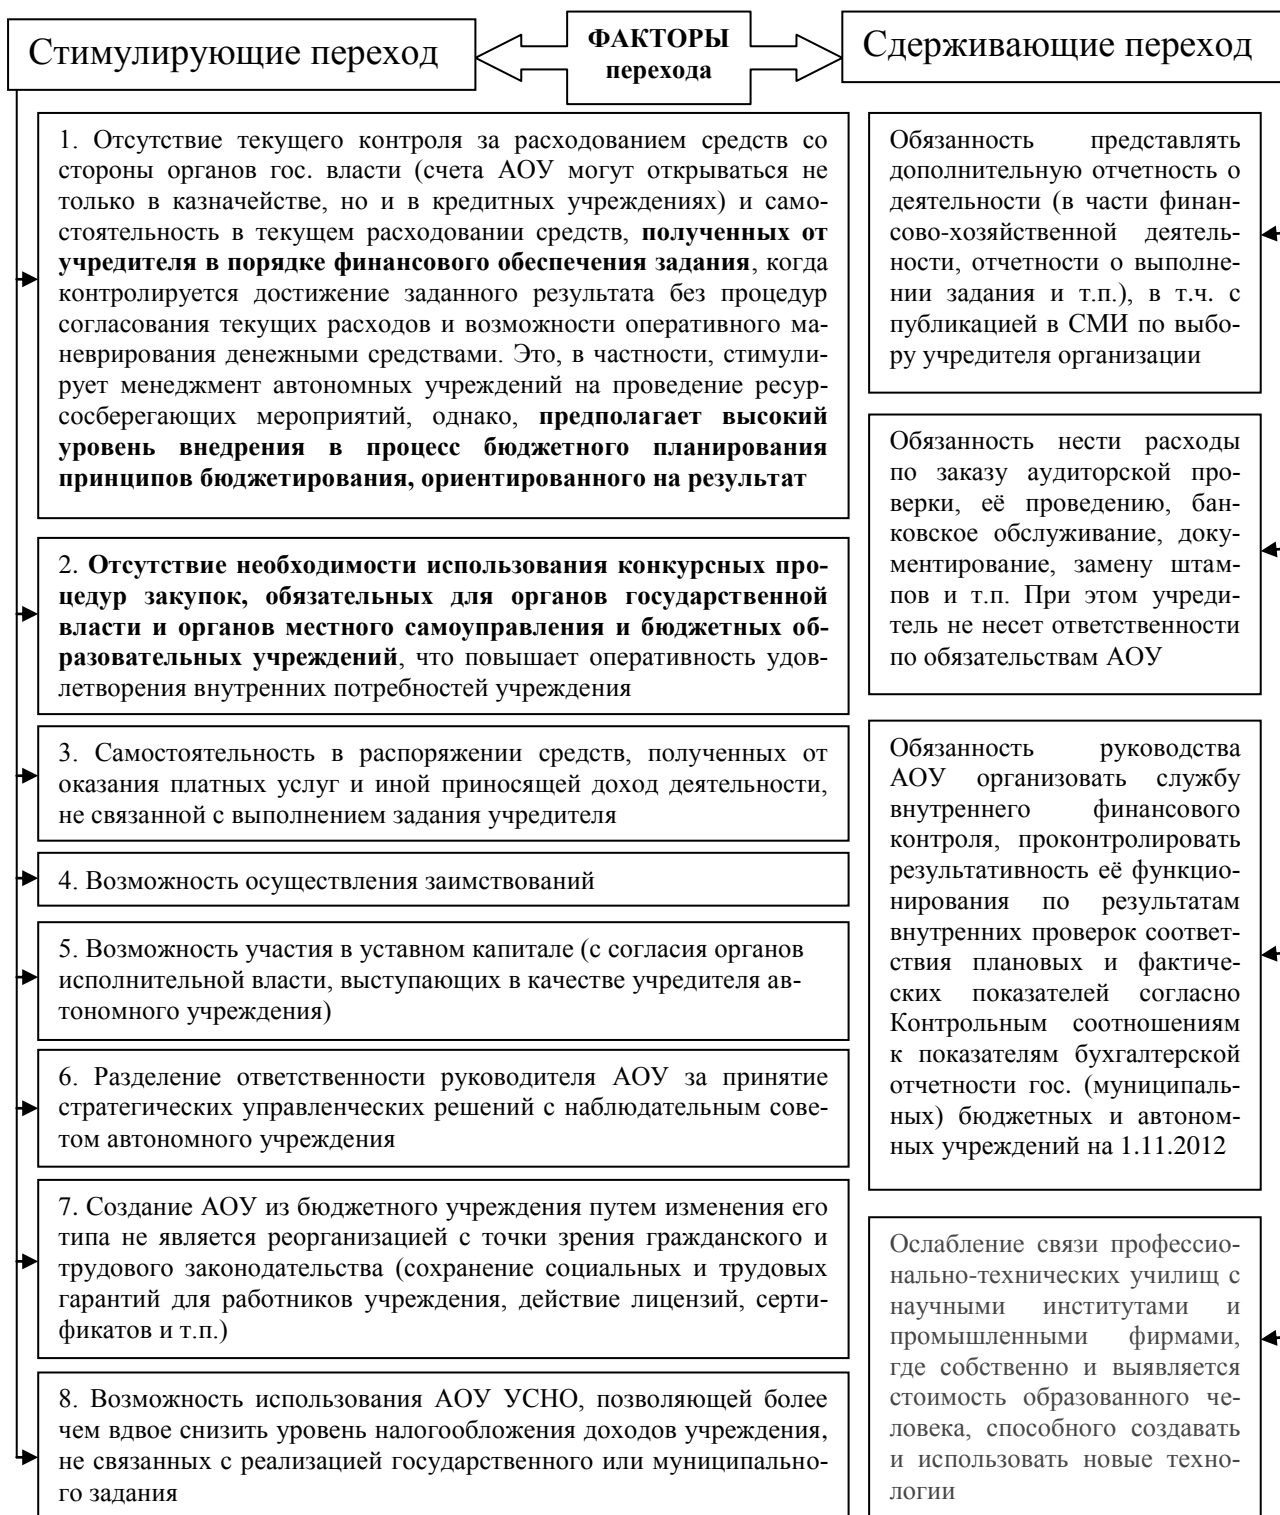 Стимулирующие переход
ФАКТОРЫ
перехода
Сдерживающие переход
1. Отсутствие текущего контроля за расходованием средств со
стороны органов гос. власти (счета АОУ могут открываться не
только в казначействе, но и в кредитных учреждениях) и само-
стоятельность в текущем расходовании средств, полученных от
учредителя в порядке финансового обеспечения задания, когда
контролируется достижение заданного результата без процедур
согласования текущих расходов и возможности оперативного ма-
неврирования денежными средствами. Это, в частности, стимули-
рует менеджмент автономных учреждений на проведение ресур-
сосберегающих мероприятий, однако, предполагает высокий
уровень внедрения в процесс бюджетного планирования
принципов бюджетирования, ориентированного на результат
2. Отсутствие необходимости использования конкурсных про-
цедур закупок, обязательных для органов государственной
власти и органов местного самоуправления и бюджетных об-
разовательных учреждений, что повышает оперативность удов-
летворения внутренних потребностей учреждения
3. Самостоятельность в распоряжении средств, полученных от
оказания платных услуг и иной приносящей доход деятельности,
не связанной с выполнением задания учредителя
4. Возможность осуществления заимствований
5. Возможность участия в уставном капитале (с согласия органов
исполнительной власти, выступающих в качестве учредителя ав-
тономного учреждения)
6. Разделение ответственности руководителя АОУ за принятие
стратегических управленческих решений с наблюдательным сове-
том автономного учреждения
7. Создание АОУ из бюджетного учреждения путем изменения его
типа не является реорганизацией с точки зрения гражданского и
трудового законодательства (сохранение социальных и трудовых
гарантий для работников учреждения, действие лицензий, серти-
фикатов и т.п.)
8. Возможность использования АОУ УСНО, позволяющей более
чем вдвое снизить уровень налогообложения доходов учреждения,
не связанных с реализацией государственного или муниципально-
го задания
Обязанность представлять
дополнительную отчетность о
деятельности (в части финан-
сово-хозяйственной деятель-
ности, отчетности о выполне-
нии задания и т.п.), в т.ч. с
публикацией в СМИ по выбо-
ру учредителя организации
Обязанность нести расходы
по заказу аудиторской про-
верки, её проведению, бан-
ковское обслуживание, доку-
ментирование, замену штам-
пов и т.п. При этом учреди-
тель не несет ответственности
по обязательствам АОУ
Обязанность руководства
АОУ организовать службу
внутреннего финансового
контроля, проконтролировать
результативность её функцио-
нирования по результатам
внутренних проверок соответ-
ствия плановых и фактиче-
ских показателей согласно
Контрольным соотношениям
к показателям бухгалтерской
отчетности гос. (муниципаль-
ных) бюджетных и автоном-
ных учреждений на 1.11.2012
Ослабление связи профессио-
нально-технических училищ с
научными институтами и
промышленными фирмами,
где собственно и выявляется
стоимость образованного че-
ловека, способного создавать
и использовать новые техно-
логии